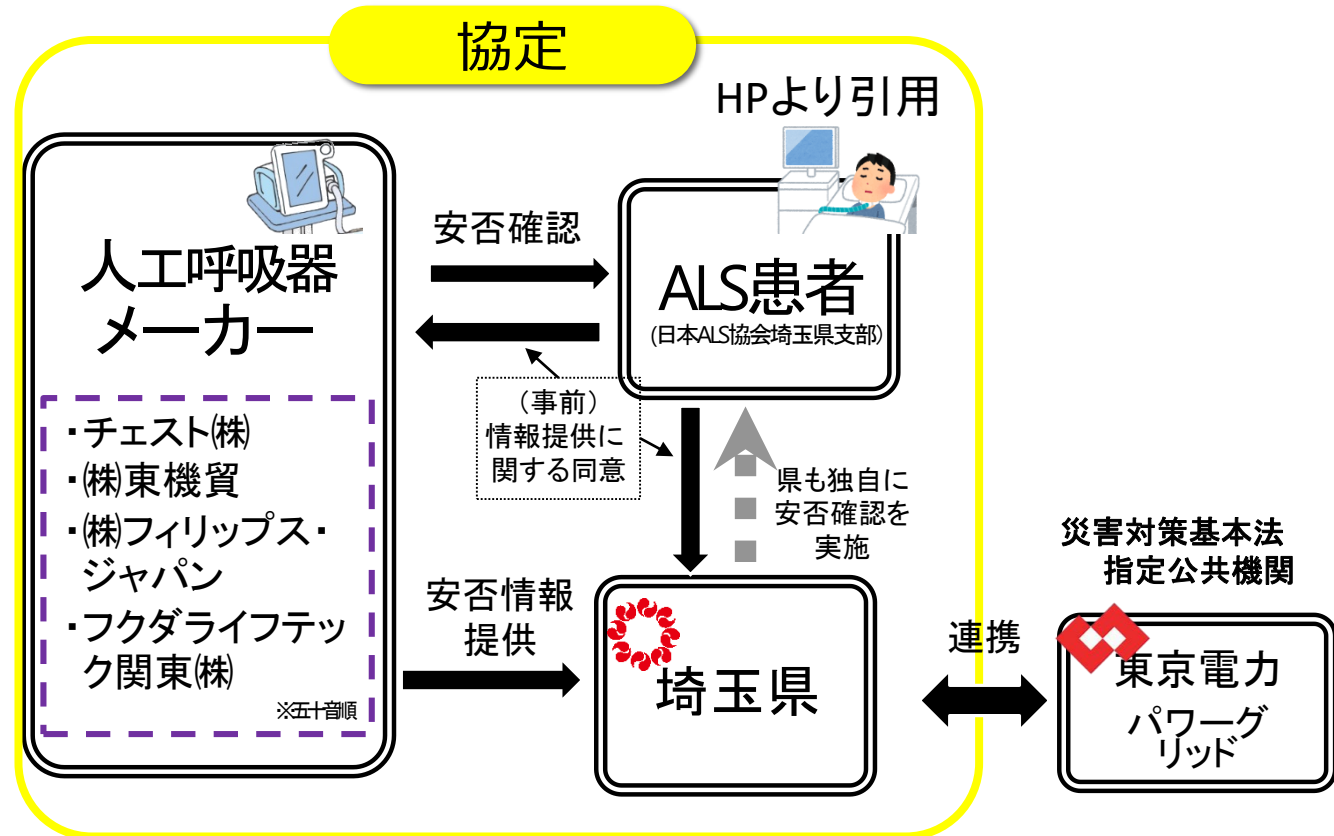 協定
HPより引用
人工呼吸器
メーカー
・チェスト㈱
・㈱東機貿
・㈱フィリップス・
ジャパン
・フクダライフテッ
ク関東㈱
※五十音順
安否確認
ALS患者
(日本ALS協会埼玉県支部)
（事前）
情報提供に
関する同意
県も独自に
安否確認を
実施
安否情報
提供
埼玉県
連携
災害対策基本法
指定公共機関
東京電力
パワーグ
リッド